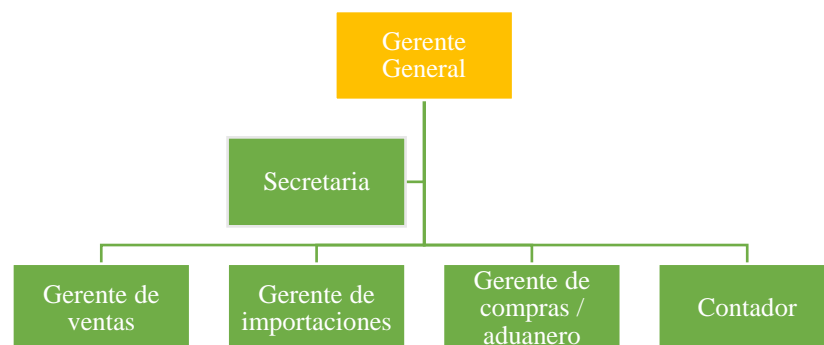 Gerente
General
Secretaria
Gerente de
ventas
Gerente de
importaciones
Gerente de
compras /
aduanero
Contador